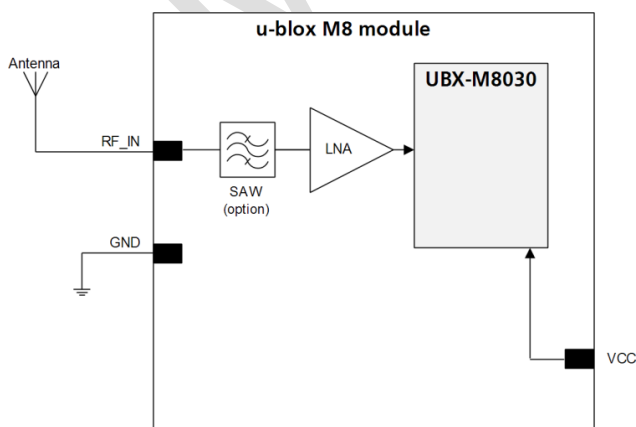 u-blox M8 module
Antenna
UBX-M8030
RF_IN
LNA
SAW
(option)
GND
VCC